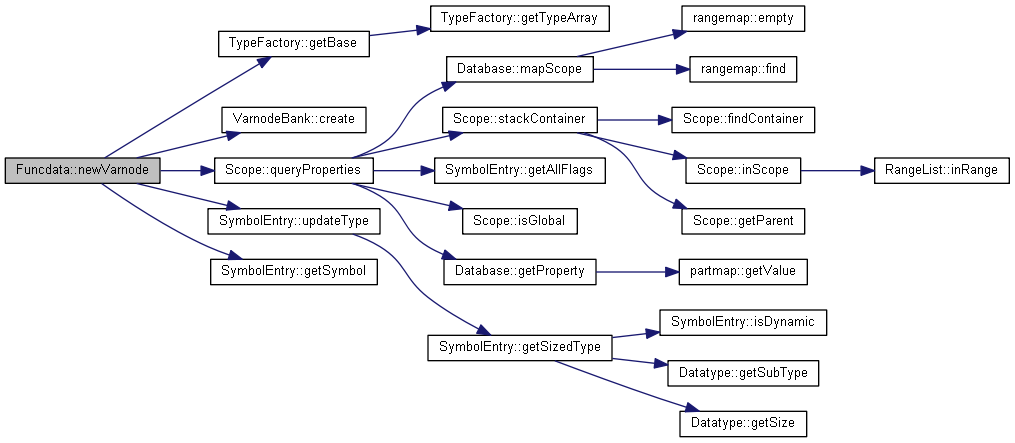 TypeFactory::getTypeArray
rangemap::empty
TypeFactory::getBase
Database::mapScope
rangemap::find
VarnodeBank::create
Scope::stackContainer
Scope::findContainer
Funcdata::newVarnode
Scope::queryProperties
SymbolEntry::getAllFlags
Scope::inScope
RangeList::inRange
SymbolEntry::updateType
Scope::isGlobal
Scope::getParent
SymbolEntry::getSymbol
Database::getProperty
partmap::getValue
SymbolEntry::isDynamic
SymbolEntry::getSizedType
Datatype::getSubType
Datatype::getSize